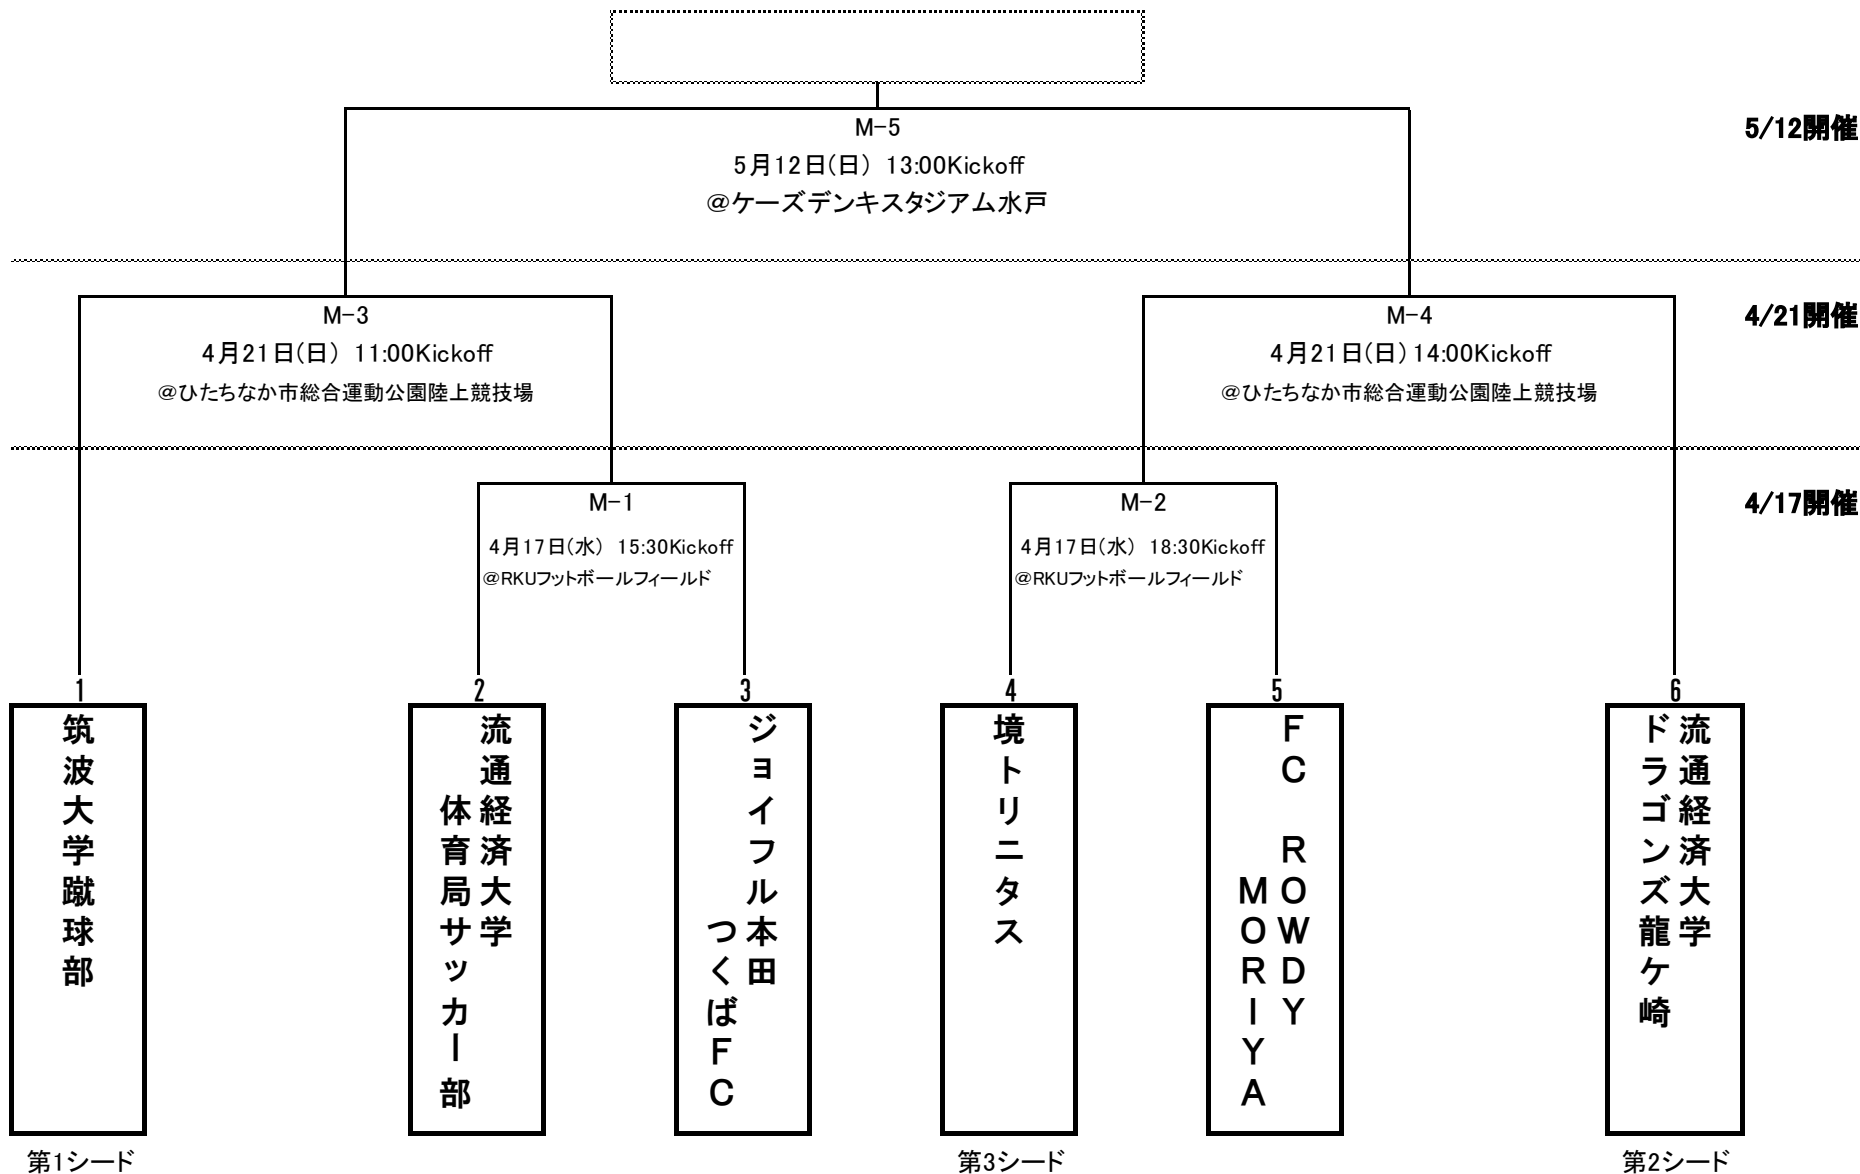 M-5
5/12開催
5月12日(日) 13:00Kickoff
@ケーズデンキスタジアム水戸
M-3
M-4
4/21開催
4月21日(日) 11:00Kickoff
4月21日(日)14:00Kickoff
@ひたちなか市総合運動公園陸上競技場
@ひたちなか市総合運動公園陸上競技場
M-1
M-2
4/17開催
4月17日(水) 15:30Kickoff
4月17日(水) 18:30Kickoff
@RKUフットボールフィールド
@RKUフットボールフィールド
1
筑波大学蹴球部
第1シード
2
流通経済大学
体育局サッカー部
3
ジョイフル本田
つくばFC
4
境トリニタス
第3シード
5
FC ROWDY
MORIYA
6
流通経済大学
ドラゴンズ龍ケ崎
第2シード